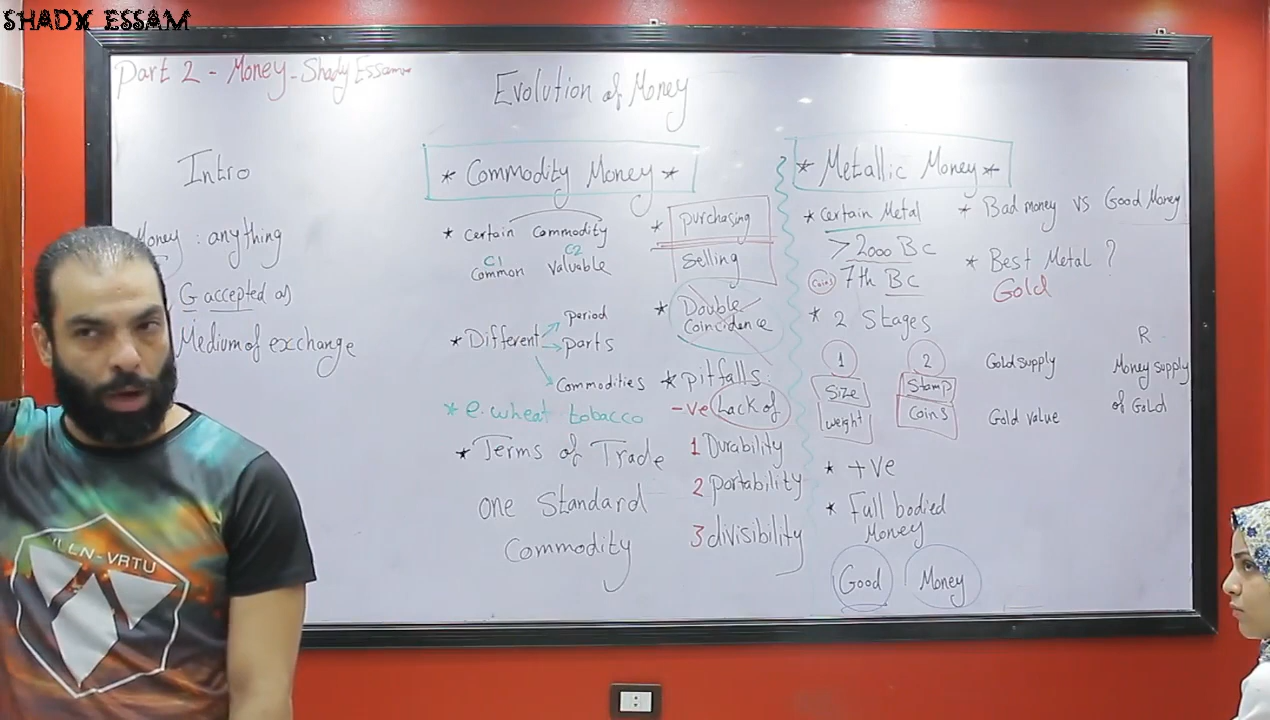 SHADY ESSAM
Part 2 - Money - Shady Essam
Evolution of Money
Intro
Money : anything
G accepted as
Medium of exchange
* Commodity Money *
* Certain Commodity
C1 C2
Common Valuable
* Different
period
parts
Commodities
* e. wheat tobacco
* Terms of Trade
one Standard
Commodity
* purchasing
Selling
* Double
Coincidence
* pitfalls
-ve Lack of
1 Durability
2 portability
3 divisibility
* Metallic Money *
* Certain Metal
> 2000 BC
Coins 7th BC
* 2 Stages
1 2
Size Stamp
weight Coins
* +ve
* Full bodied
Money
Good Money
* Bad money vs Good Money
* Best Metal ?
Gold
Gold supply
Gold value
R
Money supply
of Gold